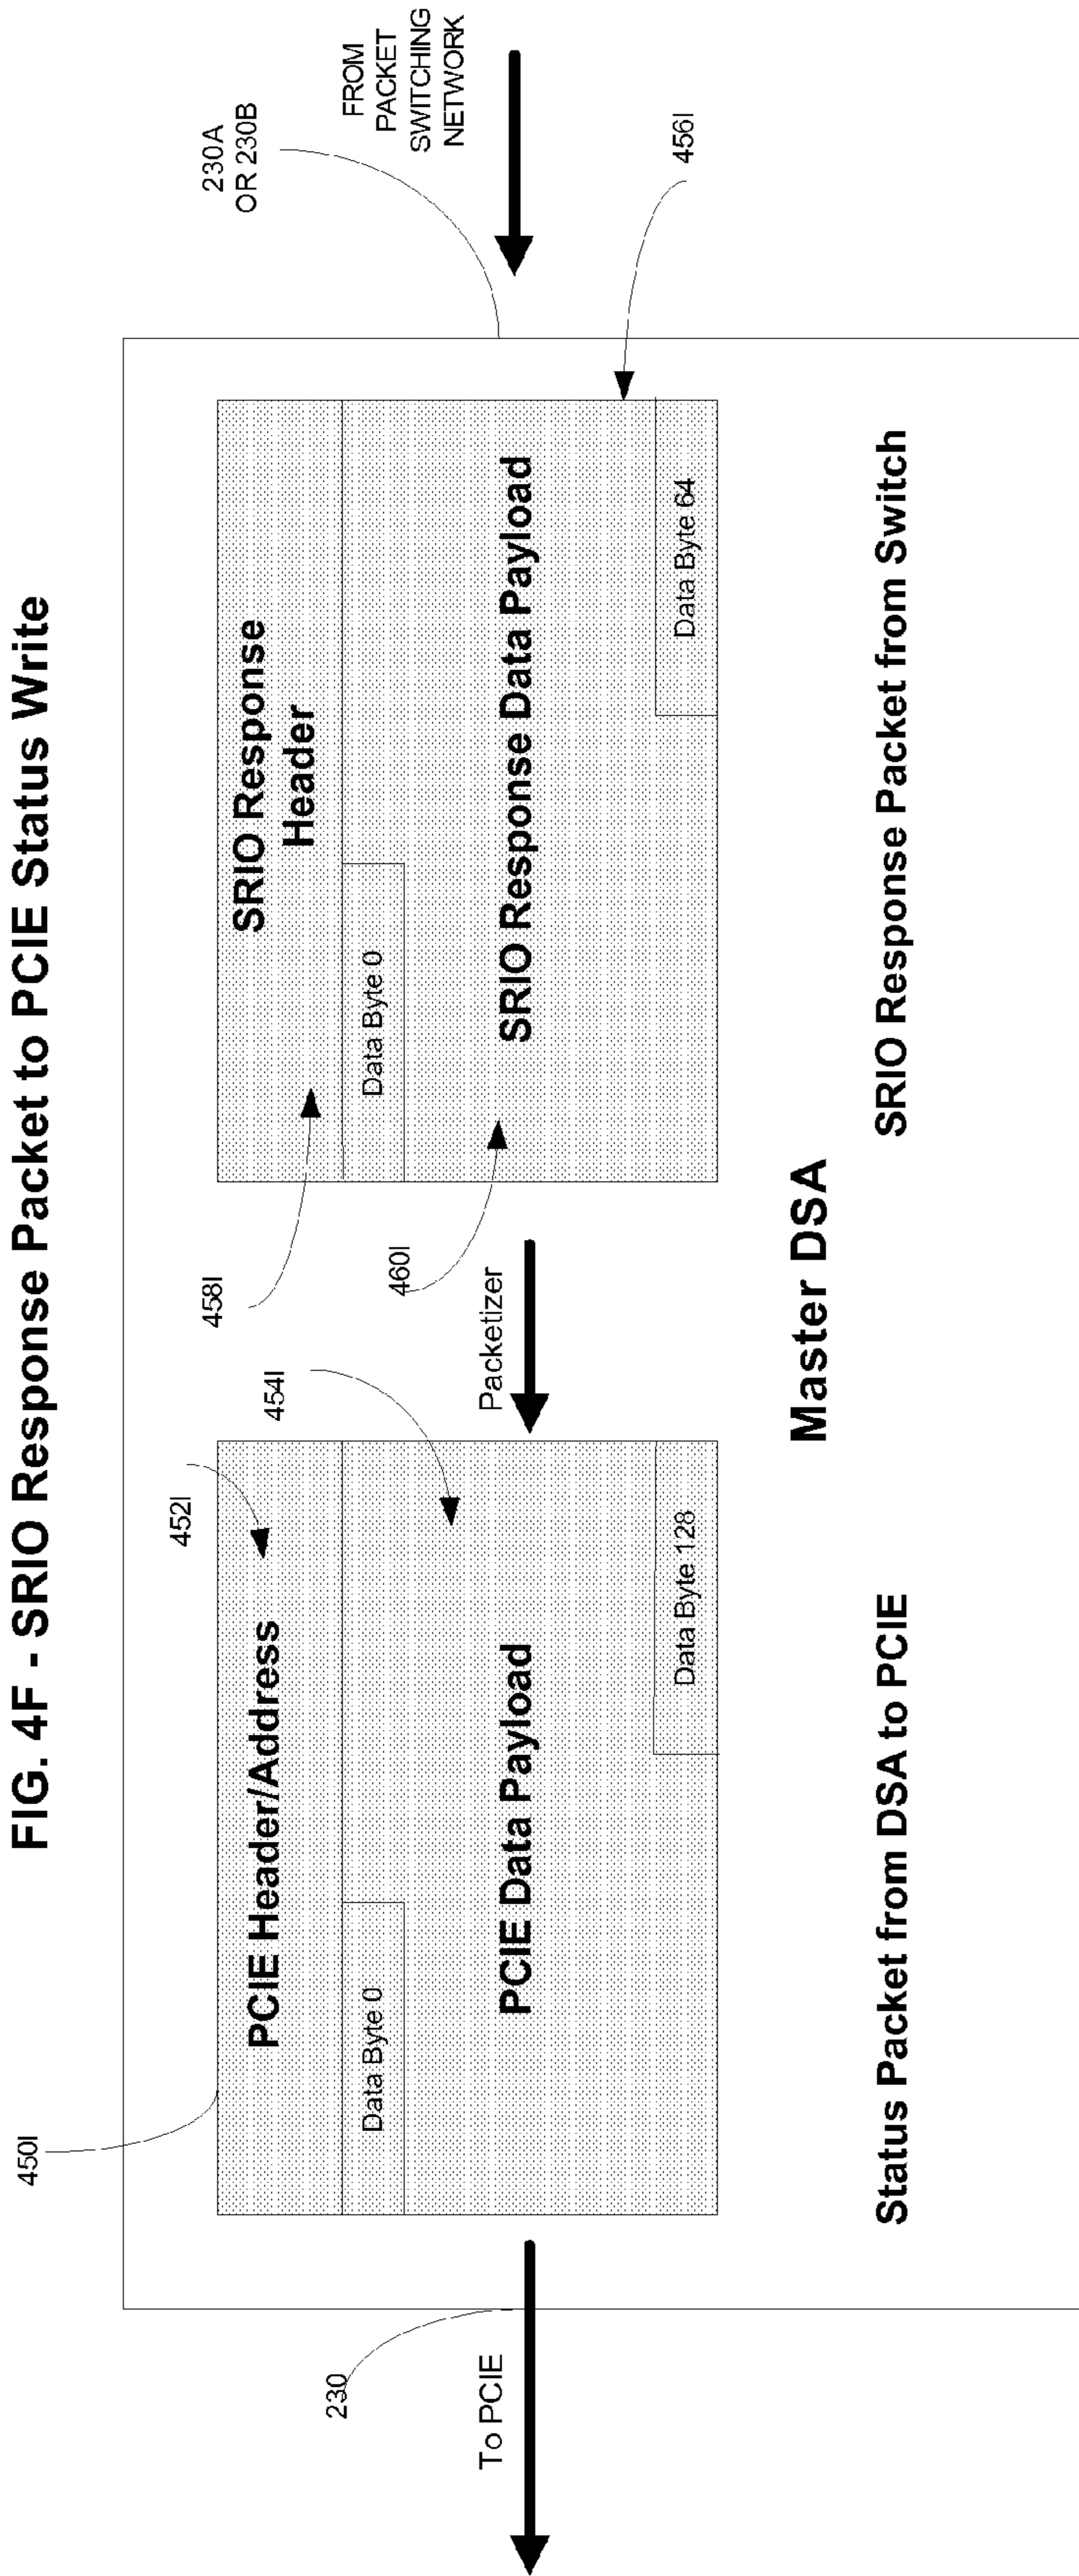 FIG. 4F - SRIO Response Packet to PCIE Status Write
450I
452I
454I
458I
460I
230A
OR 230B
FROM
PACKET
SWITCHING
NETWORK
456I
230
To PCIE
PCIE Header/Address
Data Byte 0
PCIE Data Payload
Data Byte 128
Packetizer
SRIO Response
Header
Data Byte 0
SRIO Response Data Payload
Data Byte 64
Master DSA
Status Packet from DSA to PCIE
SRIO Response Packet from Switch